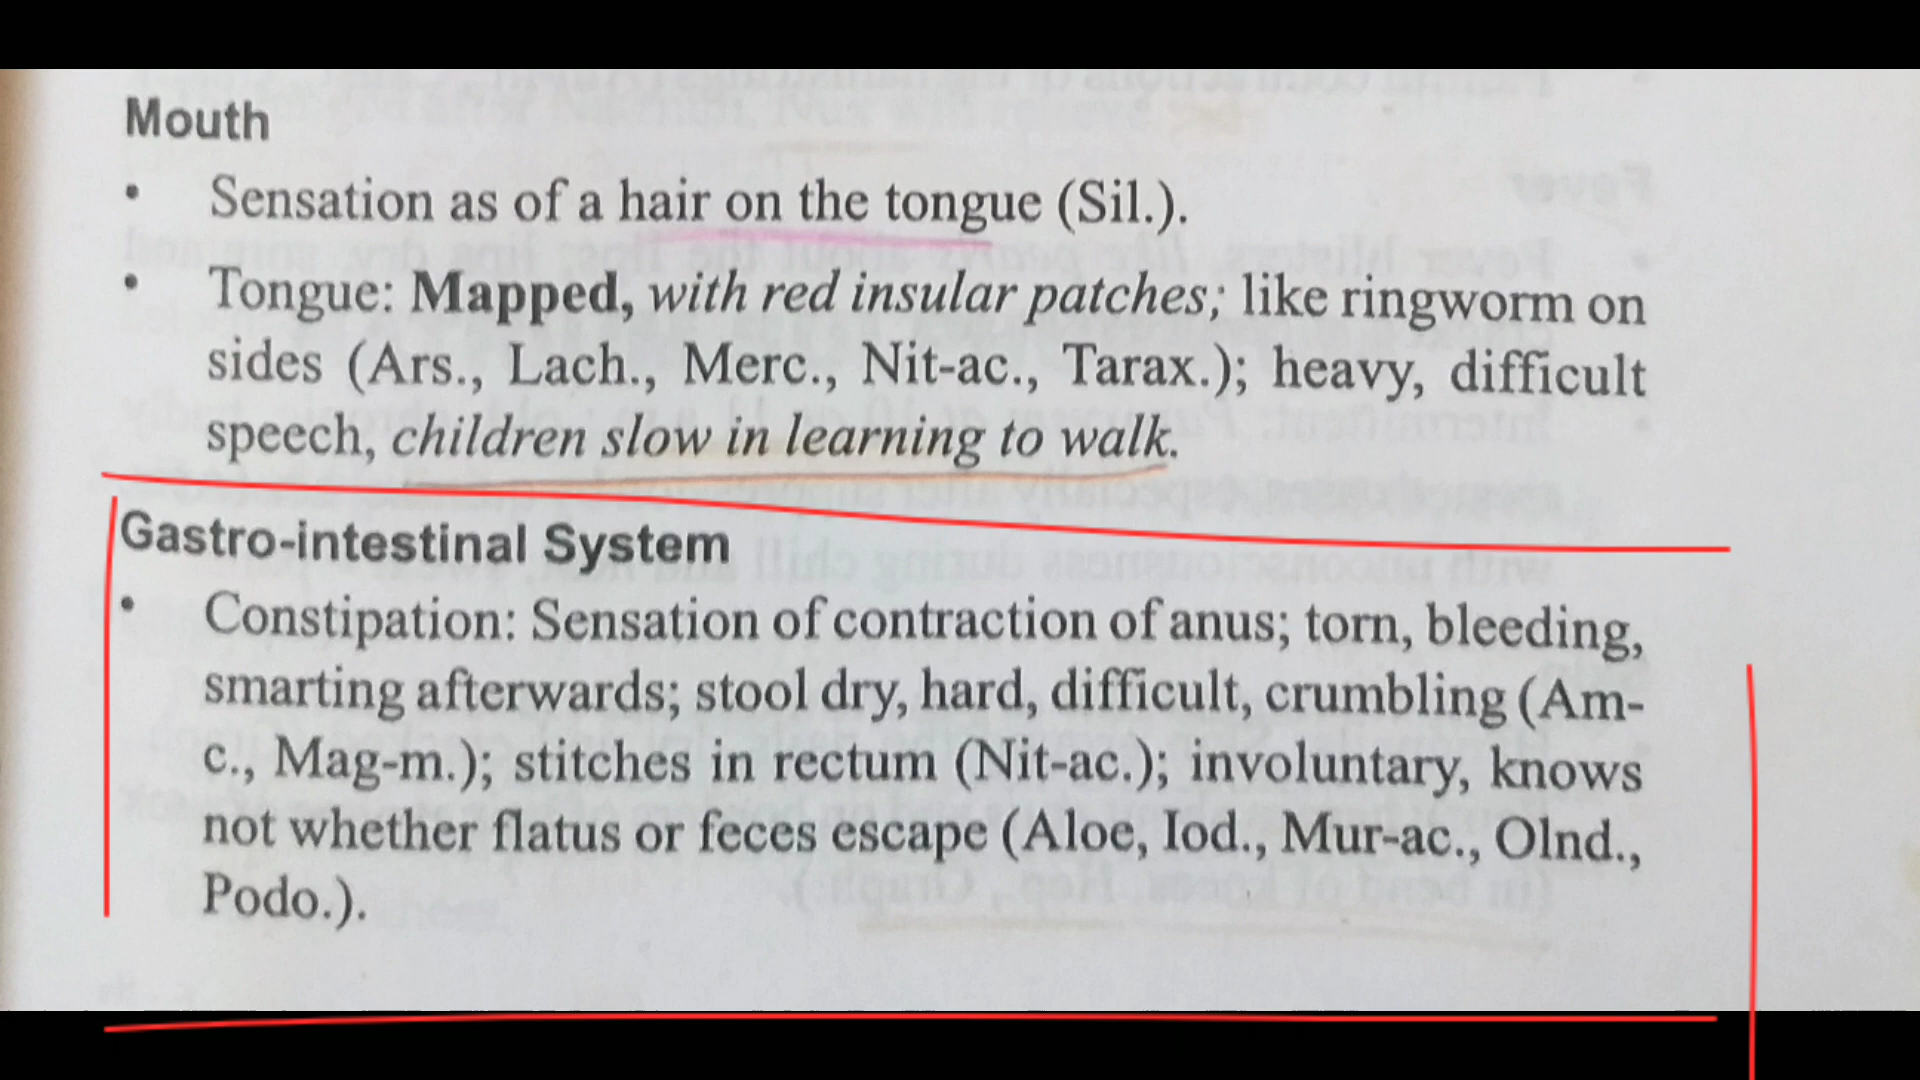 Mouth
• Sensation as of a hair on the tongue (Sil.).
• Tongue: Mapped, with red insular patches; like ringworm on
sides (Ars., Lach., Merc., Nit-ac., Tarax.); heavy, difficult
speech, children slow in learning to walk.
Gastro-intestinal System
• Constipation: Sensation of contraction of anus; torn, bleeding,
smarting afterwards; stool dry, hard, difficult, crumbling (Am-
c., Mag-m.); stitches in rectum (Nit-ac.); involuntary, knows
not whether flatus or feces escape (Aloe, Iod., Mur-ac., Olnd.,
Podo.).